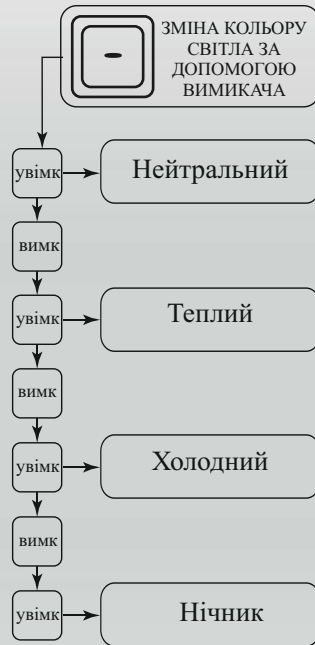 ЗМІНА КОЛЬОРУ
СВІТЛА ЗА
ДОПОМОГОЮ
ВИМИКАЧА
увімк
Нейтральний
вимк
увімк
Теплий
вимк
увімк
Холодний
вимк
увімк
Нічник